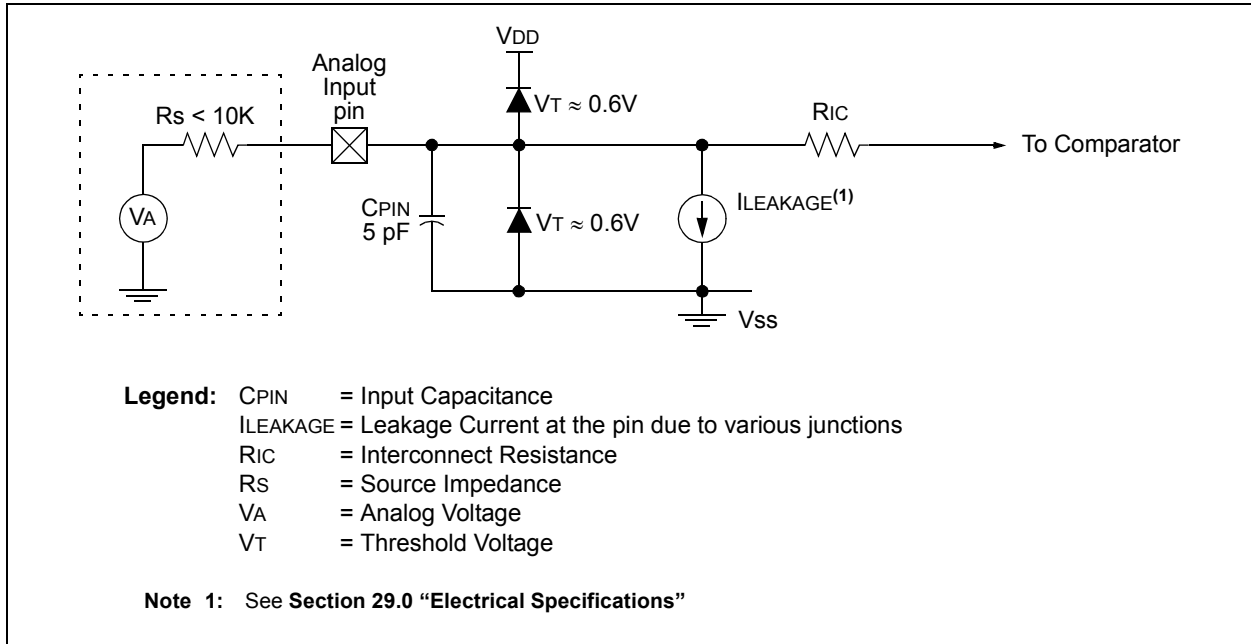 VDD
Analog
Input
pin
Rs < 10K
VT ≈ 0.6V
RIC
To Comparator
VA
CPIN
5 pF
VT ≈ 0.6V
ILEAKAGE(1)
Vss
Legend: CPIN = Input Capacitance
ILEAKAGE = Leakage Current at the pin due to various junctions
RIC = Interconnect Resistance
RS = Source Impedance
VA = Analog Voltage
VT = Threshold Voltage
Note 1: See Section 29.0 “Electrical Specifications”